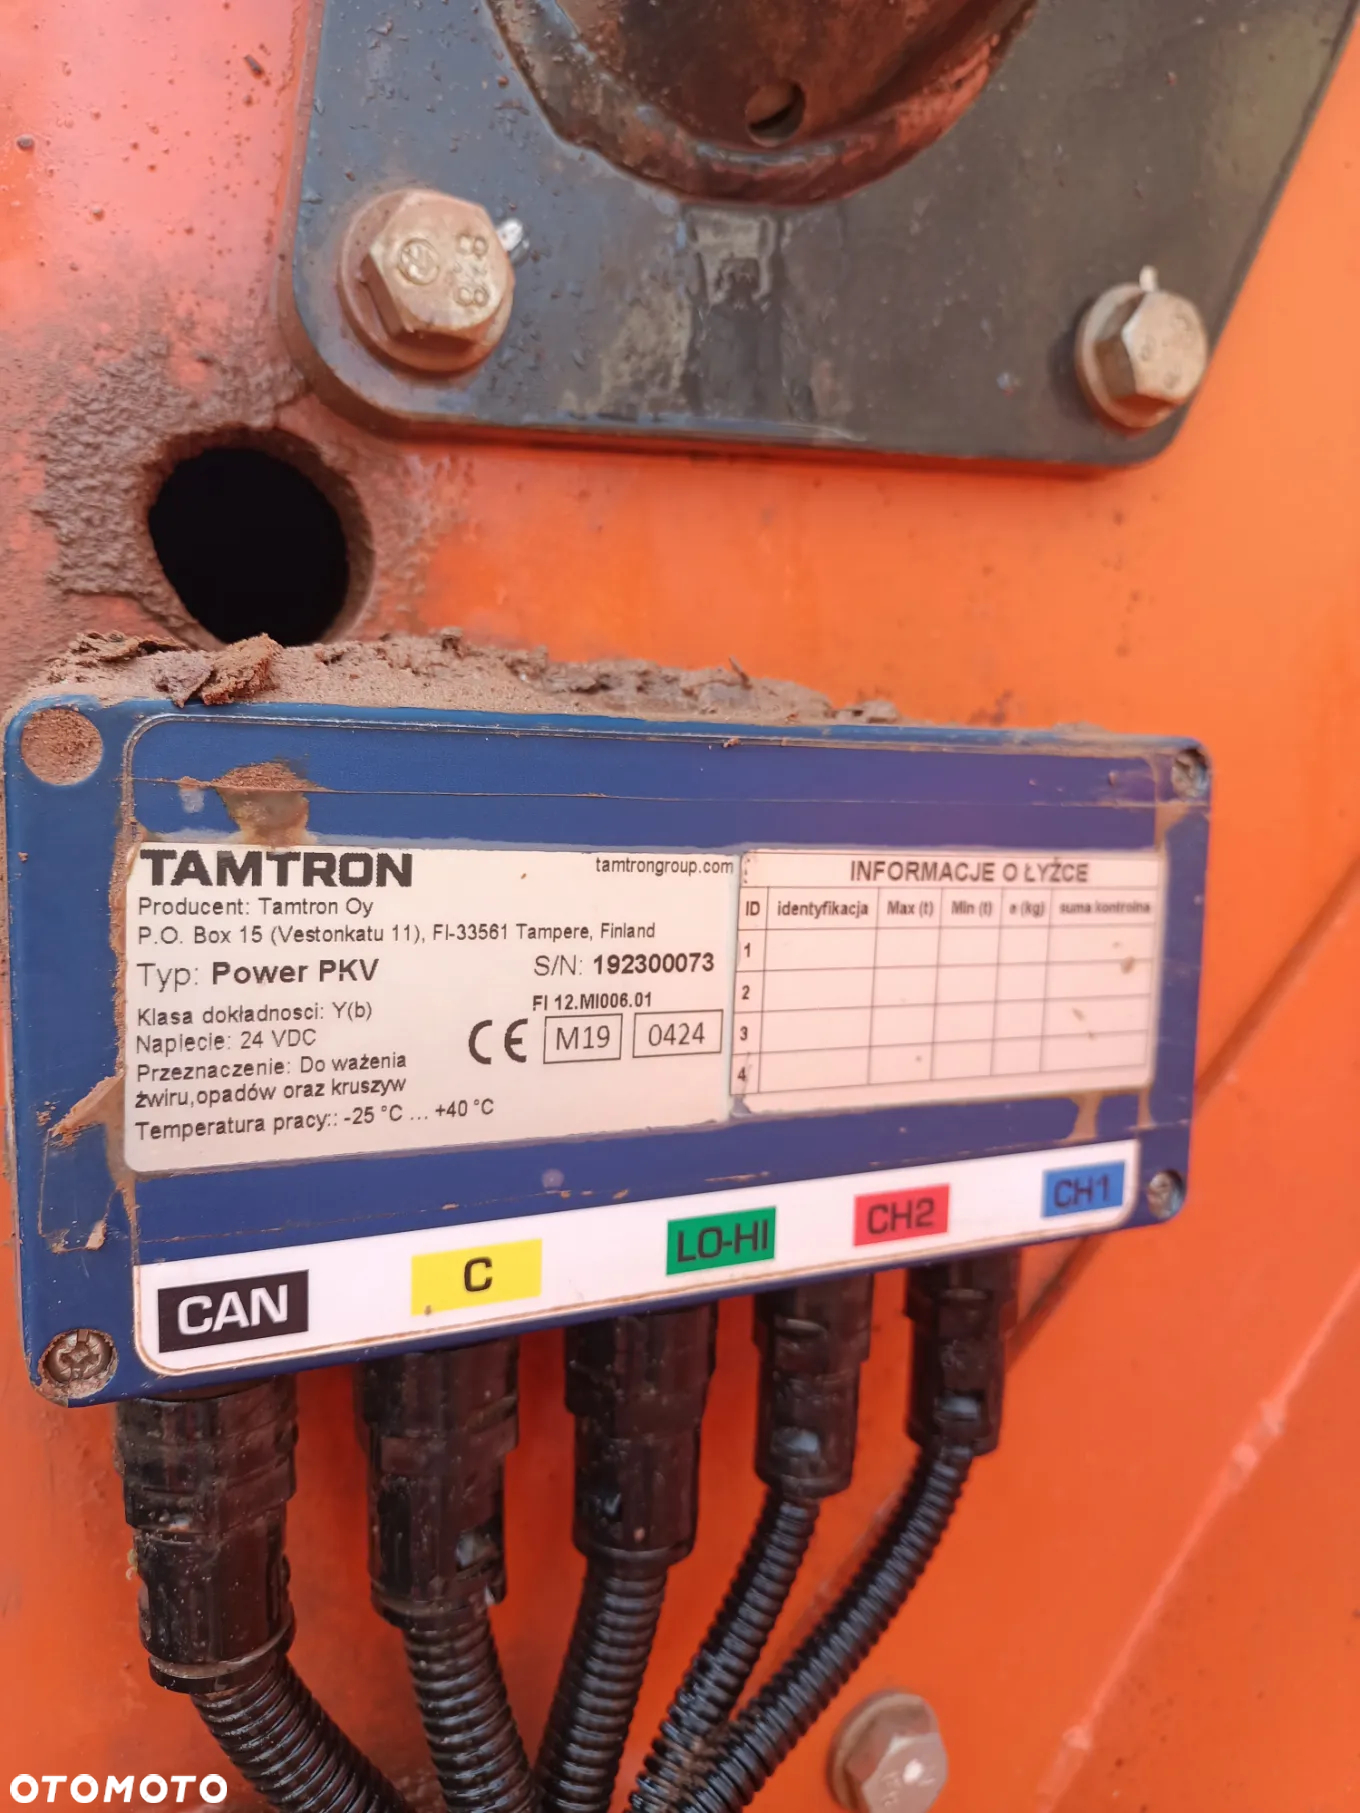 8.8
TAMTRON
tamtrongroup.com
Producent: Tamtron Oy
P.O. Box 15 (Vestonkatu 11), FI-33561 Tampere, Finland
Typ: Power PKV
S/N: 192300073
FI 12.MI006.01
Klasa dokładnosci: Y(b)
Napiecie: 24 VDC
CE M19 0424
Przeznaczenie: Do ważenia
żwiru,opadów oraz kruszyw
Temperatura pracy:: -25 °C ... +40 °C
INFORMACJE O ŁYŻCE
ID identyfikacja Max (t) Min (t) e (kg) suma kontrolna
1
2
3
4
CAN C LO-HI CH2 CH1
OTOMOTO